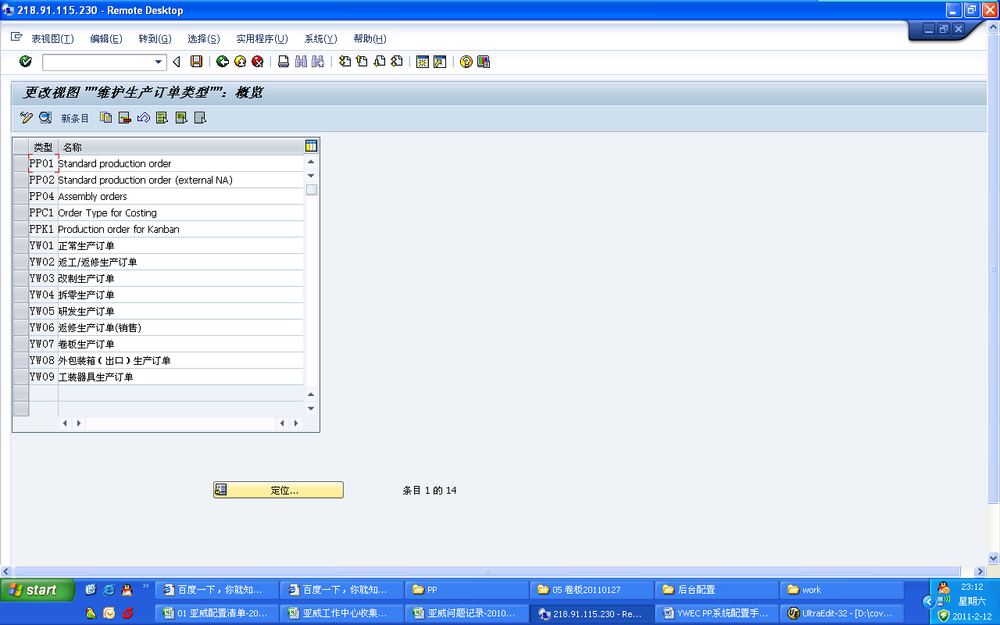 218.91.115.230 - Remote Desktop
表视图(T) 编辑(E) 转到(G) 选择(S) 实用程序(U) 系统(Y) 帮助(H)
更改视图 ""维护生产订单类型"": 概览
新条目
类型 名称
PP01 Standard production order
PP02 Standard production order (external NA)
PP04 Assembly orders
PPC1 Order Type for Costing
PPK1 Production order for Kanban
YW01 正常生产订单
YW02 返工/返修生产订单
YW03 改制生产订单
YW04 拆零生产订单
YW05 研发生产订单
YW06 返修生产订单(销售)
YW07 卷板生产订单
YW08 外包装箱（出口）生产订单
YW09 工装器具生产订单
定位... 条目 1 的 14
start 百度一下，你就知... 百度一下，你就知... PP 05 卷板20110127 后台配置 work 23:12
星期六
01 亚威配置清单-20... 亚威工作中心收集... 亚威问题记录-2010... 218.91.115.230 - Re... YWEC PP系统配置手... UltraEdit-32 - [D:\cov... 2011-2-12